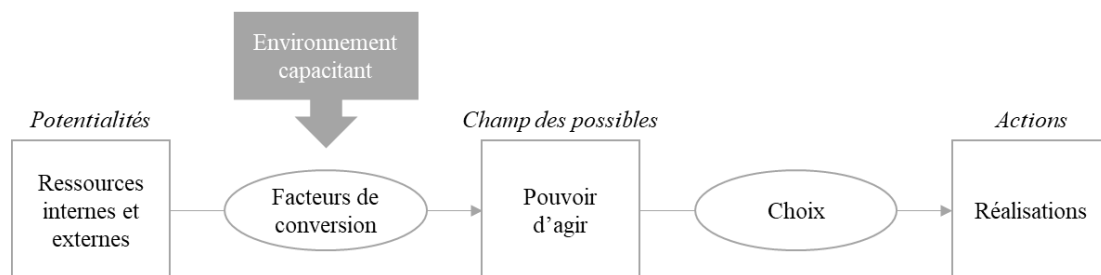 Environnement
capacitant
Potentialités
Champ des possibles
Actions
Ressources
internes et
externes
Facteurs de
conversion
Pouvoir
d’agir
Choix
Réalisations